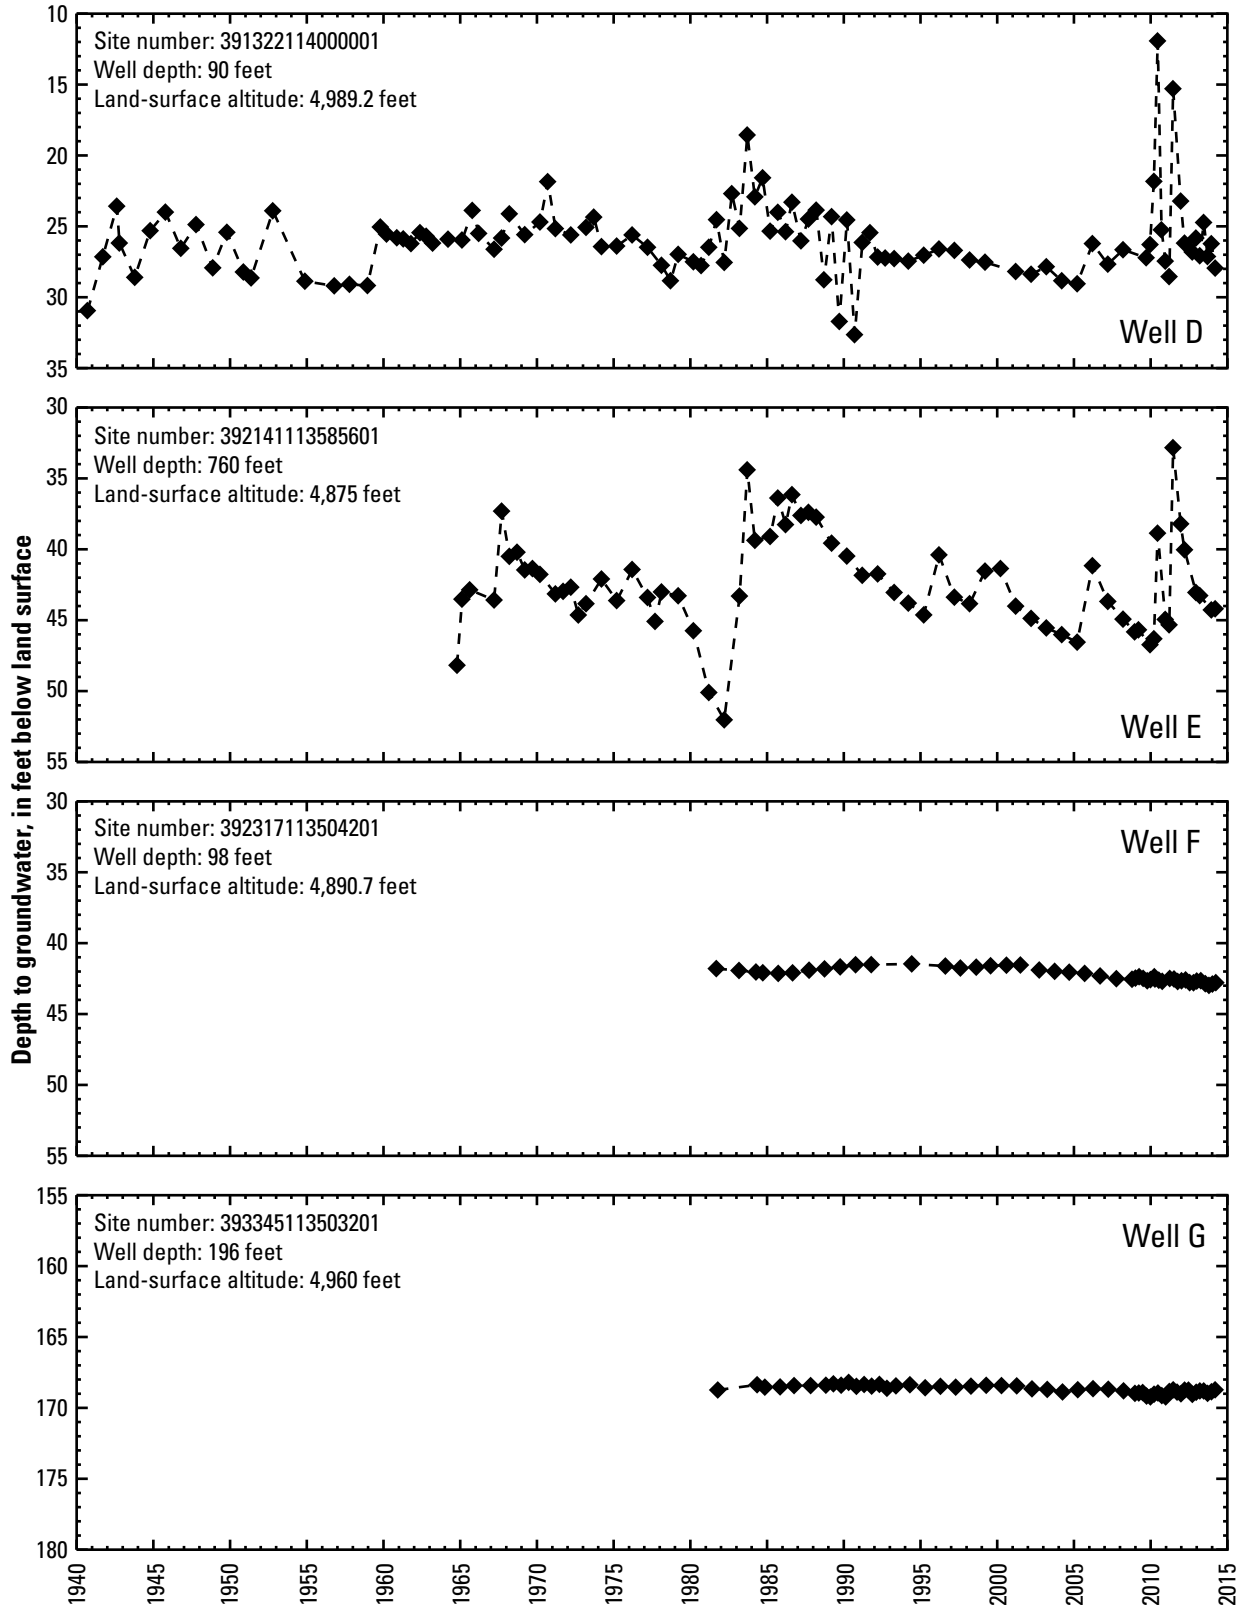 Depth to groundwater, in feet below land surface
10
15
20
25
30
35
Site number: 391322114000001
Well depth: 90 feet
Land-surface altitude: 4,989.2 feet
Well D
30
35
40
45
50
55
Site number: 392141113585601
Well depth: 760 feet
Land-surface altitude: 4,875 feet
Well E
30
35
40
45
50
55
Site number: 392317113504201
Well depth: 98 feet
Land-surface altitude: 4,890.7 feet
Well F
155
160
165
170
175
180
Site number: 393345113503201
Well depth: 196 feet
Land-surface altitude: 4,960 feet
Well G
1940
1945
1950
1955
1960
1965
1970
1975
1980
1985
1990
1995
2000
2005
2010
2015